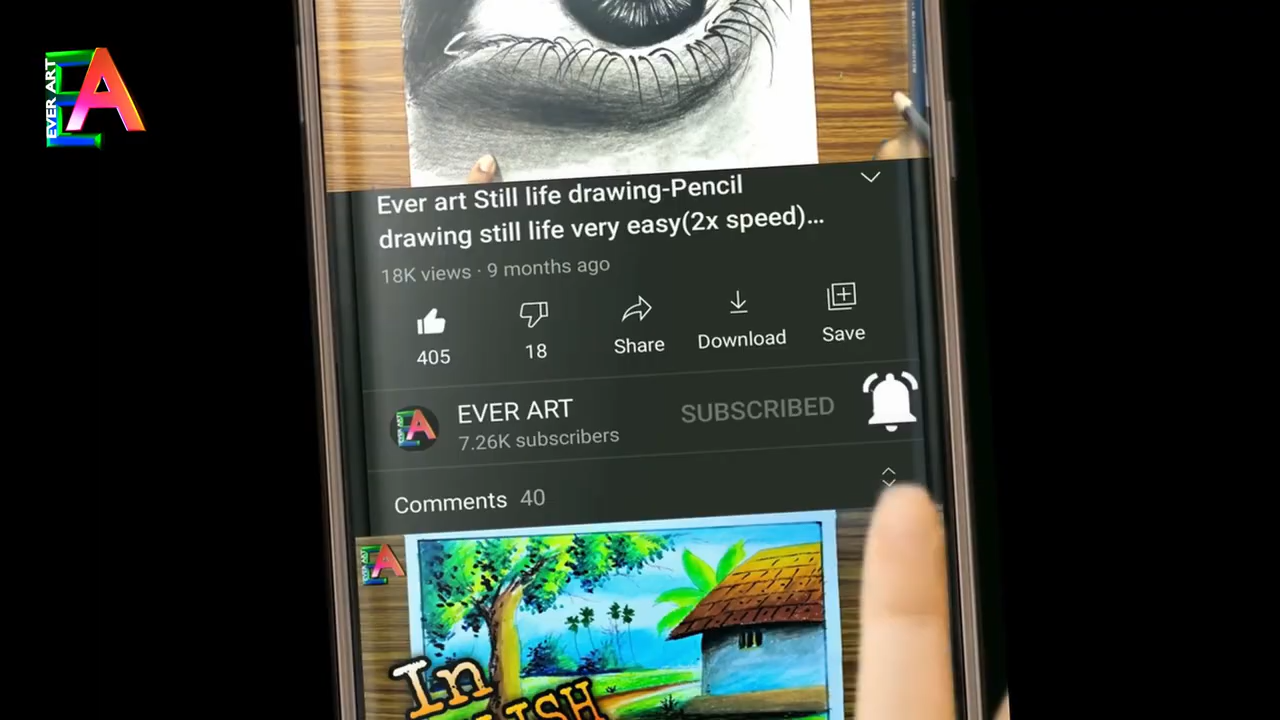 EVER ART
EA
Ever art Still life drawing-Pencil
drawing still life very easy(2x speed)...
18K views · 9 months ago
405
18
Share
Download
Save
EVER ART
7.26K subscribers
SUBSCRIBED
Comments 40
In